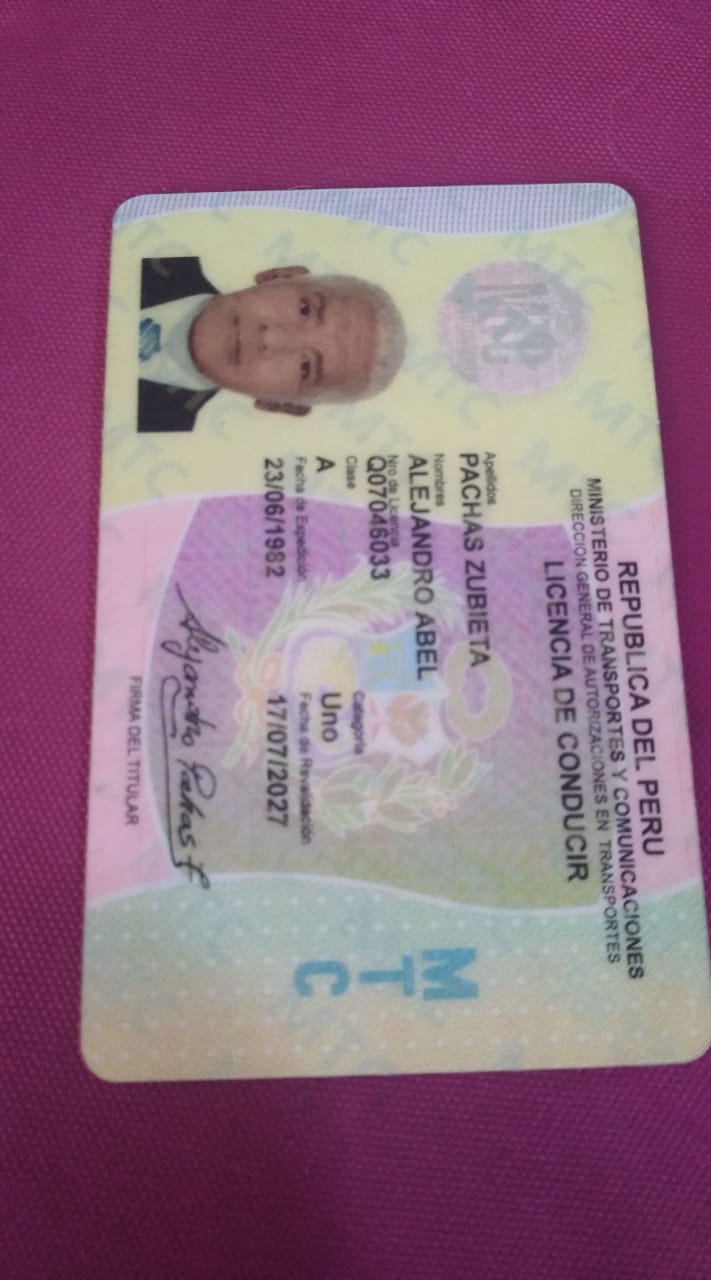 REPUBLICA DEL PERU
MINISTERIO DE TRANSPORTES Y COMUNICACIONES
DIRECCION GENERAL DE AUTORIZACIONES EN TRANSPORTES
LICENCIA DE CONDUCIR
Apellidos
PACHAS ZUBIETA
Nombres
ALEJANDRO ABEL
Nro de Licencia
Q07046033
Clase Categoria
A Uno
Fecha de Expedición Fecha de Revalidación
23/06/1982 17/07/2027
Alejandro Pachas
FIRMA DEL TITULAR
MTC